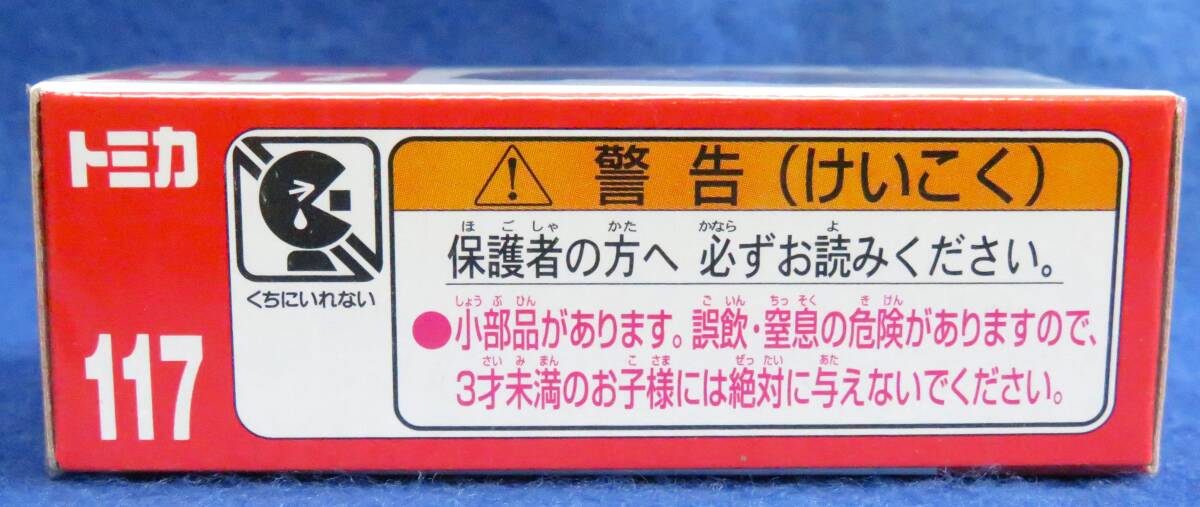 117
トミカ
117
くちにいれない
警告(けいこく)
ほごしゃ かた かなら よ
保護者の方へ 必ずお読みください。
しょうぶひん ごいん ちっそく きけん
●小部品があります。誤飲・窒息の危険がありますので、
さいみまん こさま ぜったい あた
3才未満のお子様には絶対に与えないでください。